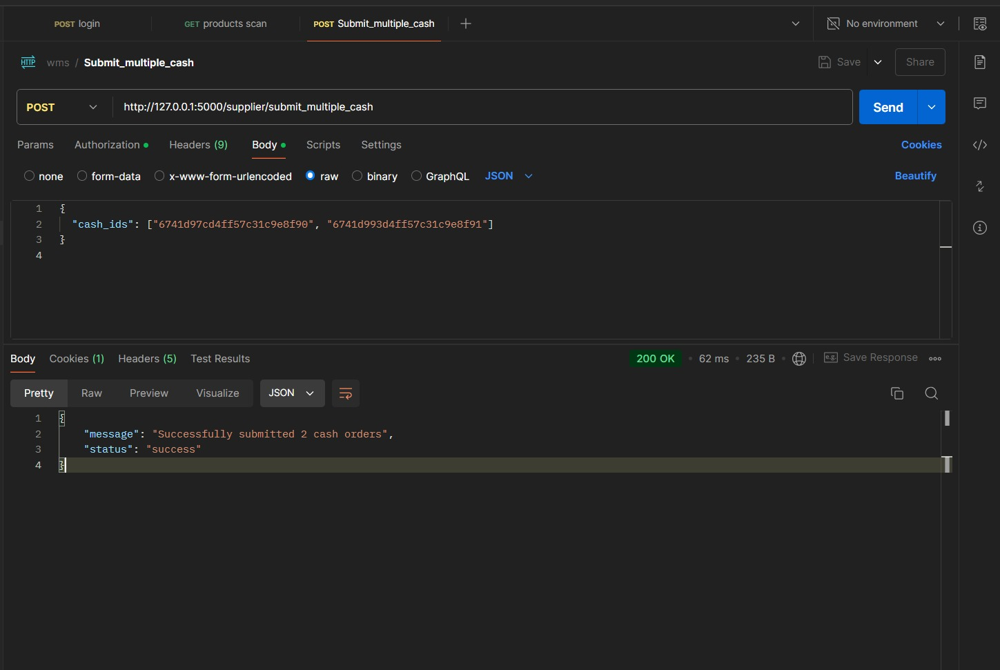 POST login GET products scan POST Submit_multiple_cash No environment
HTTP wms / Submit_multiple_cash Save Share
POST http://127.0.0.1:5000/supplier/submit_multiple_cash Send
Params Authorization Headers (9) Body Scripts Settings Cookies
none form-data x-www-form-urlencoded raw binary GraphQL JSON Beautify
1 {
2 "cash_ids": ["6741d97cd4ff57c31c9e8f90", "6741d993d4ff57c31c9e8f91"]
3 }
4
Body Cookies (1) Headers (5) Test Results 200 OK • 62 ms • 235 B • e.g. Save Response
Pretty Raw Preview Visualize JSON
1 {
2 "message": "Successfully submitted 2 cash orders",
3 "status": "success"
4 }